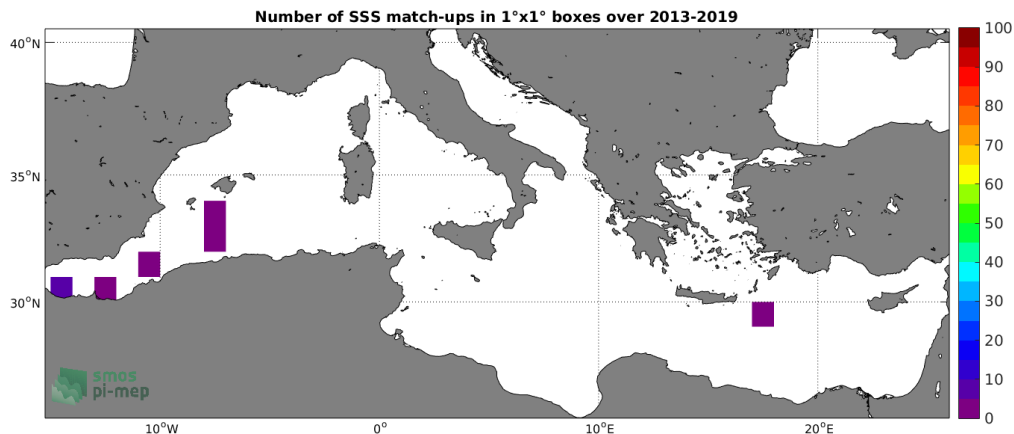 Number of SSS match-ups in 1°x1° boxes over 2013-2019
40°N
35°N
30°N
10°W
0°
10°E
20°E
100
90
80
70
60
50
40
30
20
10
0
smos
pi-mep